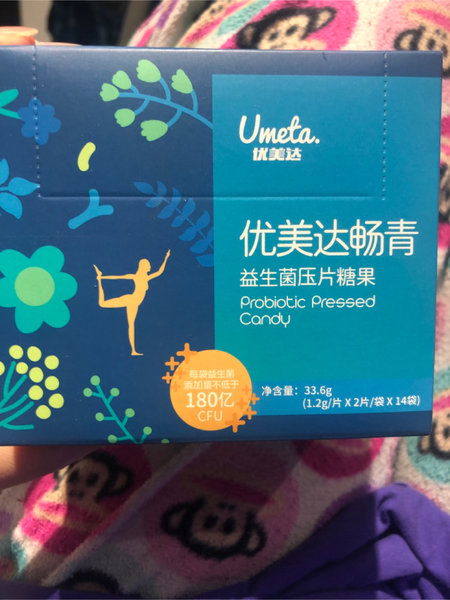 Umeta.
优美达
优美达畅青
益生菌压片糖果
Probiotic Pressed
Candy
每袋益生菌
添加量不低于
180亿
CFU
净含量：33.6g
(1.2g/片 X 2片/袋 X 14袋)